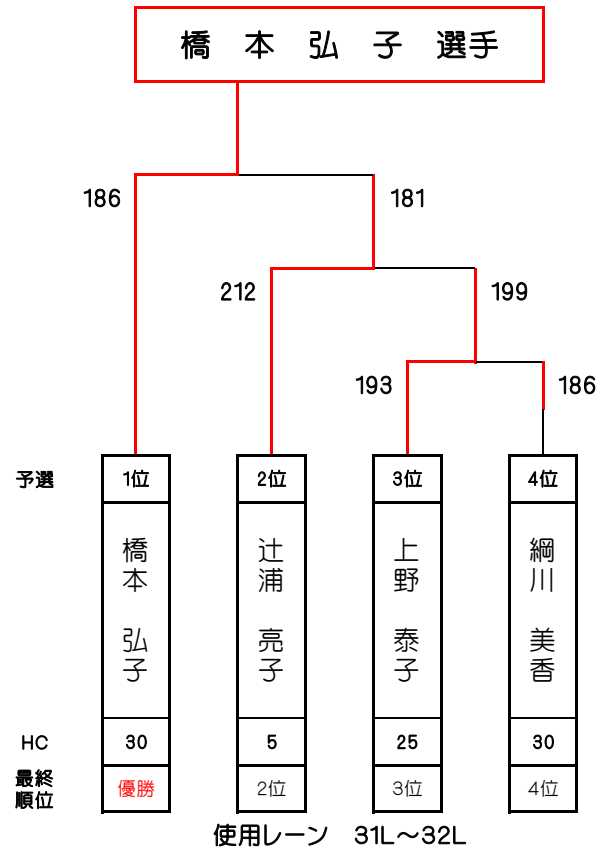 橋 本 弘 子 選手
186 181
212 199
193 186
予選 1位 2位 3位 4位
橋本 弘子
辻浦 亮子
上野 泰子
綱川 美香
HC 30 5 25 30
最終順位 優勝 2位 3位 4位
使用レーン 31L～32L